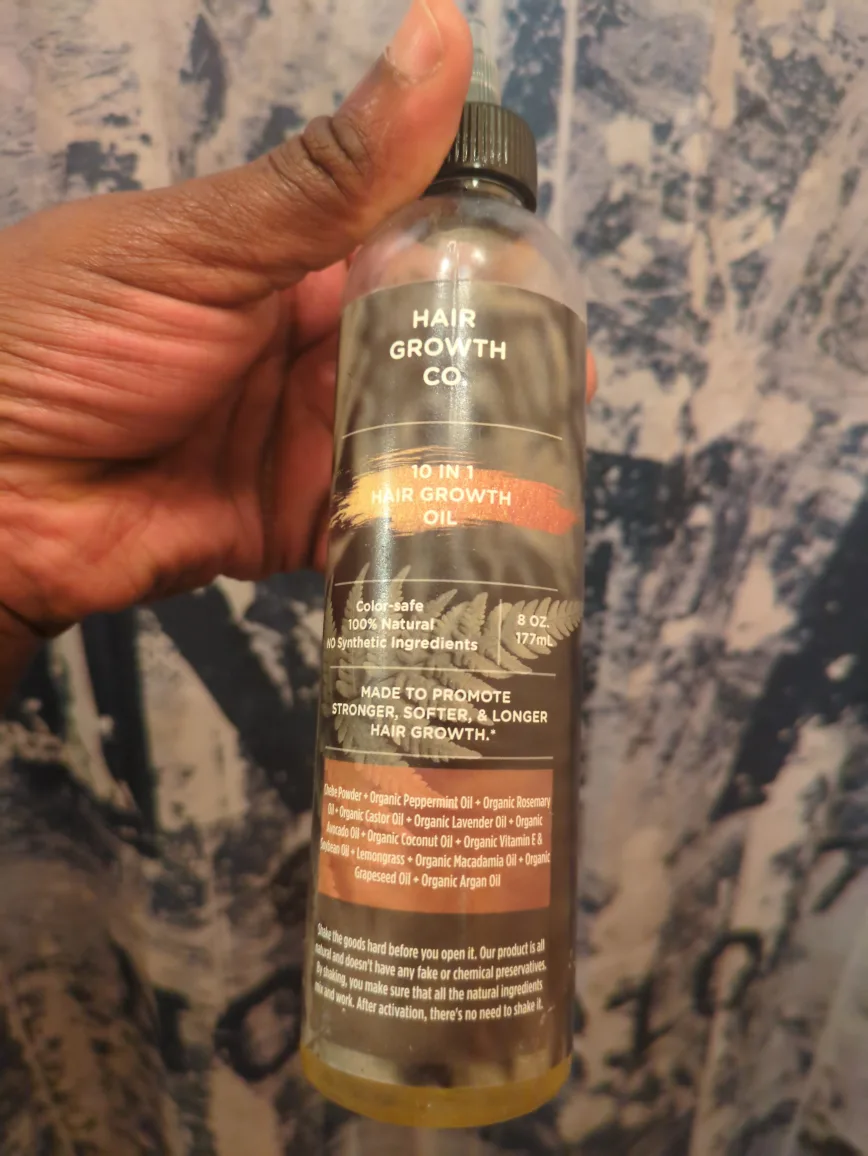 HAIR
GROWTH
CO.
10 IN 1
HAIR GROWTH
OIL
Color-safe
100% Natural
NO Synthetic Ingredients
8 OZ.
177mL
MADE TO PROMOTE
STRONGER, SOFTER, & LONGER
HAIR GROWTH.*
Chebe Powder + Organic Peppermint Oil + Organic Rosemary
Oil + Organic Castor Oil + Organic Lavender Oil + Organic
Avocado Oil + Organic Coconut Oil + Organic Vitamin E &
Soybean Oil + Lemongrass + Organic Macadamia Oil + Organic
Grapeseed Oil + Organic Argan Oil
Shake the goods hard before you open it. Our product is all
natural and doesn't have any fake or chemical preservatives.
By shaking, you make sure that all the natural ingredients
mix and work. After activation, there's no need to shake it.